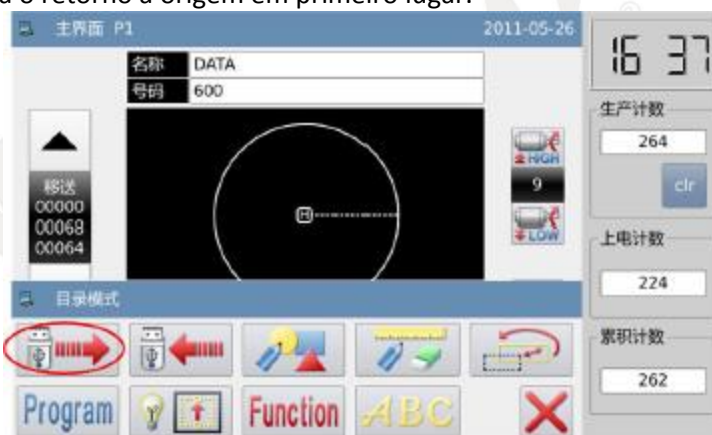 o retorno à origem em primeiro lugar.
主界面 P1 2011-05-26
16 37
名称 DATA
号码 600
生产计数
264
clr
HIGH
9
LOW
移送
00000
00068
00064
上电计数
224
目录模式
累积计数
262
Program
Function
ABC